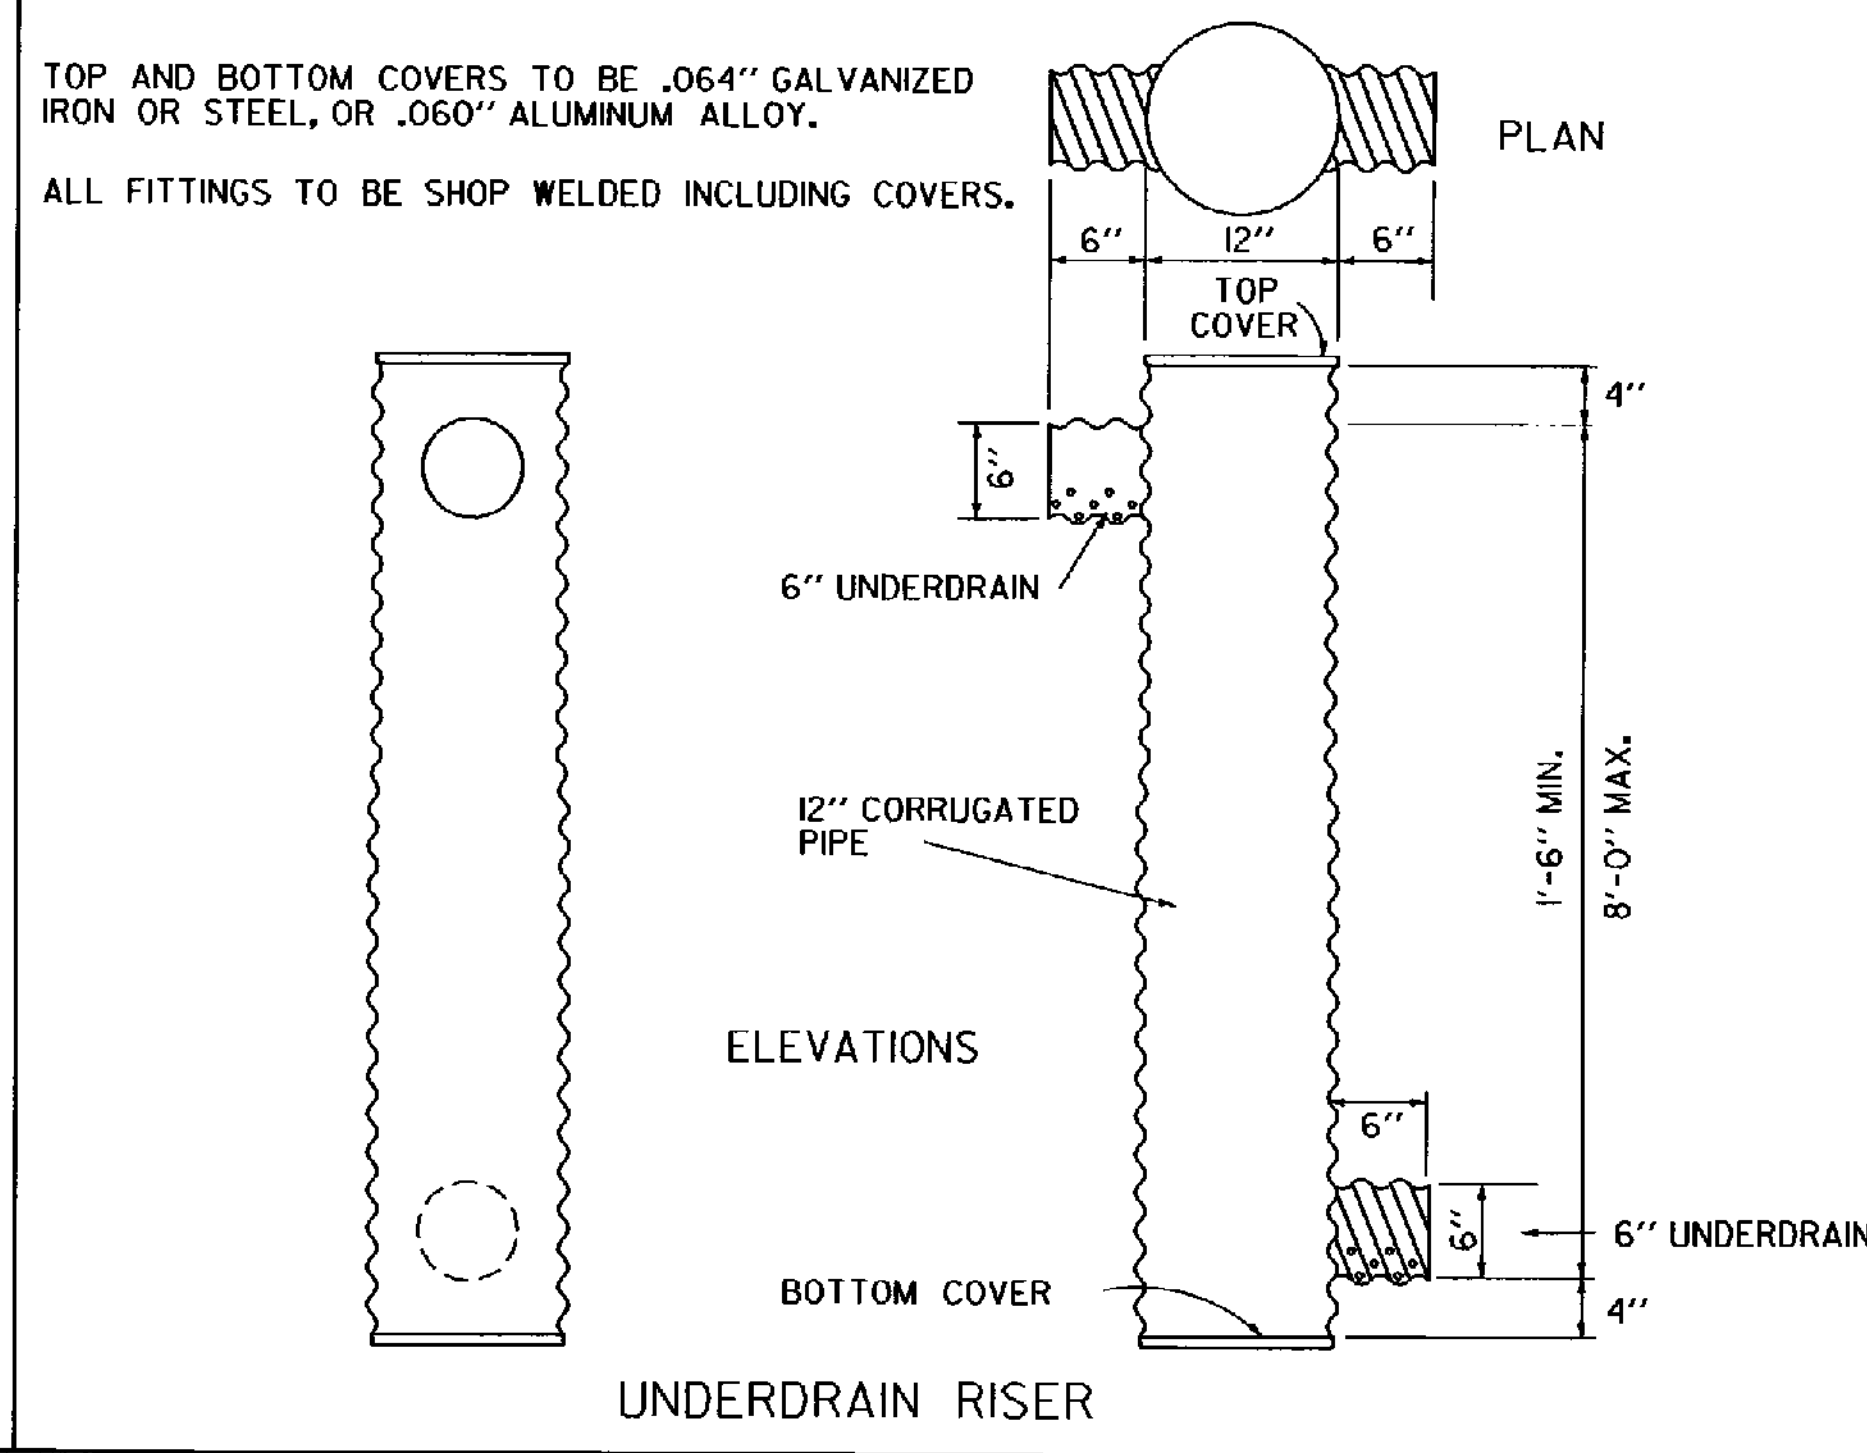 TOP AND BOTTOM COVERS TO BE .064" GALVANIZED
IRON OR STEEL, OR .060" ALUMINUM ALLOY.
ALL FITTINGS TO BE SHOP WELDED INCLUDING COVERS.
PLAN
6" 12" 6"
TOP
COVER
4"
6"
6" UNDERDRAIN
12" CORRUGATED
PIPE
1'-6" MIN.
8'-0" MAX.
ELEVATIONS
6"
6"
6" UNDERDRAIN
BOTTOM COVER
4"
UNDERDRAIN RISER